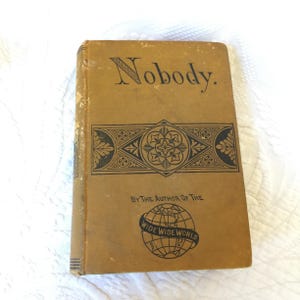 Nobody.
BY THE AUTHOR OF THE
WIDE WIDE WORLD